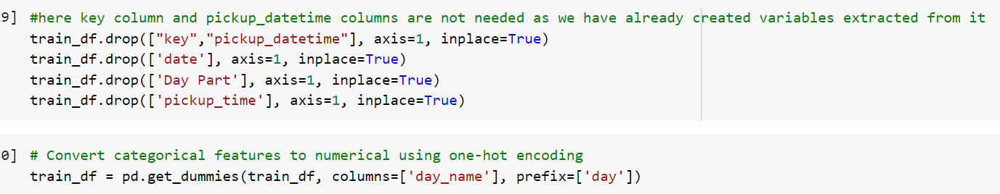 9] #here key column and pickup_datetime columns are not needed as we have already created variables extracted from it
train_df.drop(["key","pickup_datetime"], axis=1, inplace=True)
train_df.drop(['date'], axis=1, inplace=True)
train_df.drop(['Day Part'], axis=1, inplace=True)
train_df.drop(['pickup_time'], axis=1, inplace=True)
0] # Convert categorical features to numerical using one-hot encoding
train_df = pd.get_dummies(train_df, columns=['day_name'], prefix=['day'])